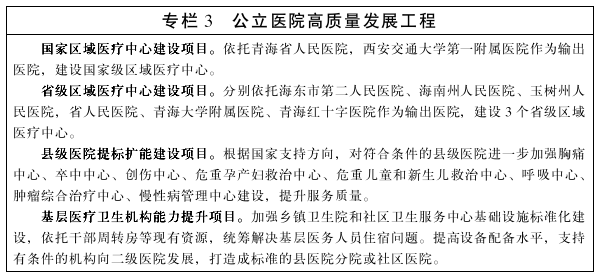 专栏 3　公立医院高质量发展工程
国家区域医疗中心建设项目。依托青海省人民医院，西安交通大学第一附属医院作为输出
医院，建设国家级区域医疗中心。
省级区域医疗中心建设项目。分别依托海东市第二人民医院、海南州人民医院、玉树州人
民医院，省人民医院、青海大学附属医院、青海红十字医院作为输出医院，建设 3 个省级区域
医疗中心。
县级医院提标扩能建设项目。根据国家支持方向，对符合条件的县级医院进一步加强胸痛
中心、卒中中心、创伤中心、危重孕产妇救治中心、危重儿童和新生儿救治中心、呼吸中心、
肿瘤综合治疗中心、慢性病管理中心建设，提升服务质量。
基层医疗卫生机构能力提升项目。加强乡镇卫生院和社区卫生服务中心基础设施标准化建
设，依托干部周转房等现有资源，统筹解决基层医务人员住宿问题。提高设备配备水平，支持
有条件的机构向二级医院发展，打造成标准的县医院分院或社区医院。